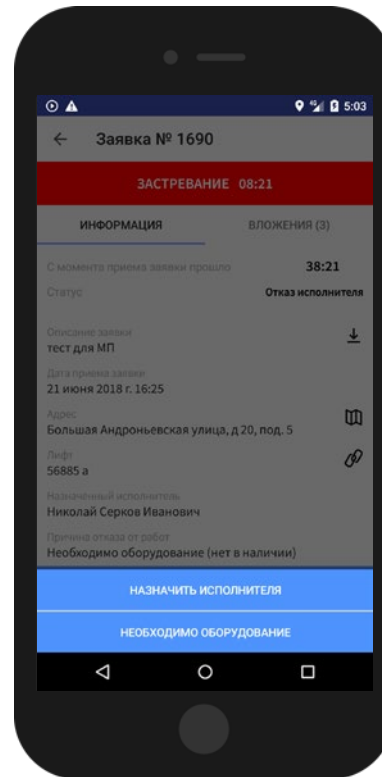 4G 5:03
Заявка № 1690
ЗАСТРЕВАНИЕ 08:21
ИНФОРМАЦИЯ ВЛОЖЕНИЯ (3)
С момента приема заявки прошло 38:21
Статус Отказ исполнителя
Описание заявки
тест для МП
Дата приема заявки
21 июня 2018 г. 16:25
Адрес
Большая Андроньевская улица, д 20, под. 5
Лифт
56885 а
Назначенный исполнитель
Николай Серков Иванович
Причина отказа от работ
Необходимо оборудование (нет в наличии)
НАЗНАЧИТЬ ИСПОЛНИТЕЛЯ
НЕОБХОДИМО ОБОРУДОВАНИЕ